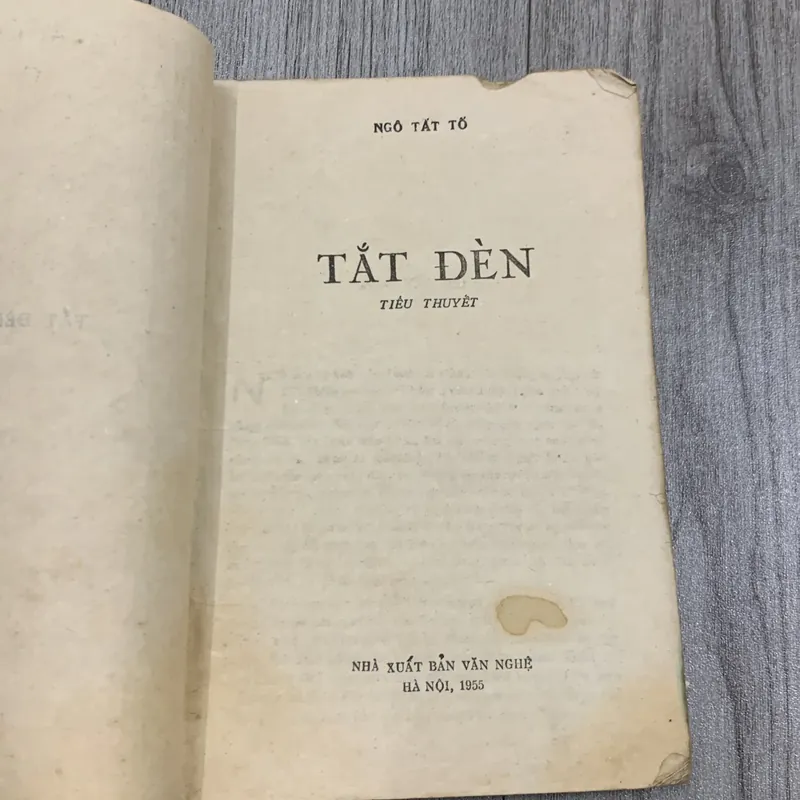 NGÔ TẤT TỐ
TẮT ĐÈN
TIỂU THUYẾT
NHÀ XUẤT BẢN VĂN NGHỆ
HÀ NỘI, 1955